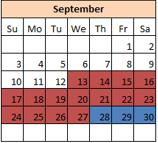 September
Su Mo Tu We Th Fr Sa
1 2
3 4 5 6 7 8 9
10 11 12 13 14 15 16
17 18 19 20 21 22 23
24 25 26 27 28 29 30